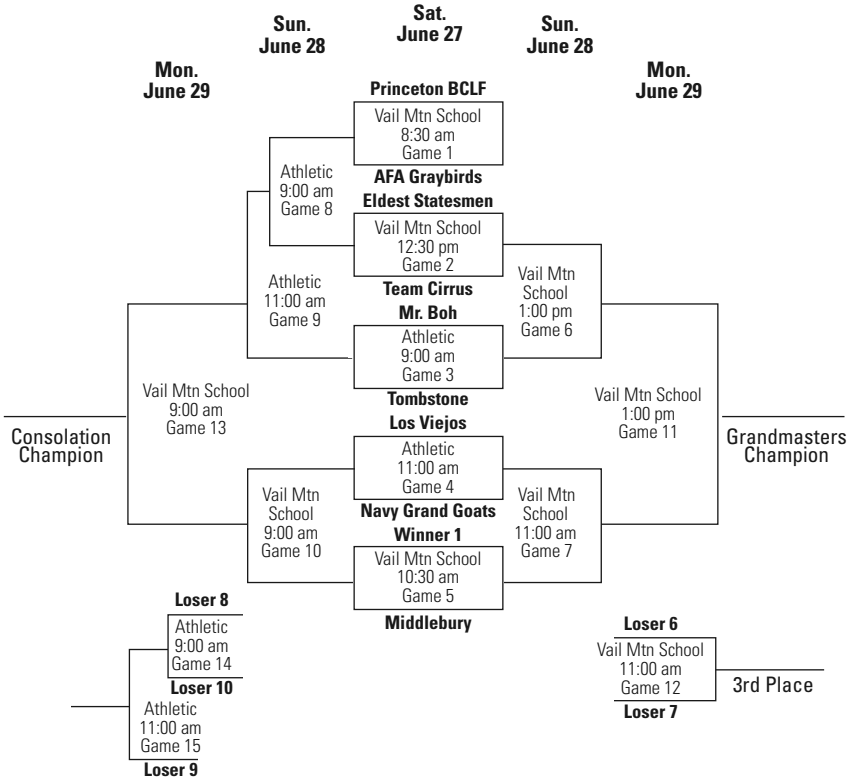 Sat.
June 27
Sun.
June 28
Sun.
June 28
Mon.
June 29
Mon.
June 29
Princeton BCLF
Vail Mtn School
8:30 am
Game 1
AFA Graybirds
Athletic
9:00 am
Game 8
Eldest Statesmen
Vail Mtn School
12:30 pm
Game 2
Team Cirrus
Athletic
11:00 am
Game 9
Vail Mtn
School
1:00 pm
Game 6
Mr. Boh
Athletic
9:00 am
Game 3
Tombstone
Vail Mtn School
9:00 am
Game 13
Vail Mtn School
1:00 pm
Game 11
Consolation
Champion
Grandmasters
Champion
Los Viejos
Athletic
11:00 am
Game 4
Navy Grand Goats
Vail Mtn
School
9:00 am
Game 10
Vail Mtn
School
11:00 am
Game 7
Winner 1
Vail Mtn School
10:30 am
Game 5
Middlebury
Loser 8
Athletic
9:00 am
Game 14
Loser 10
Athletic
11:00 am
Game 15
Loser 9
Loser 6
Vail Mtn School
11:00 am
Game 12
Loser 7
3rd Place